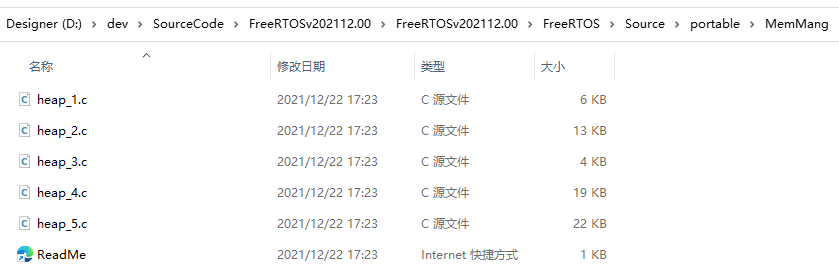 Designer (D:) > dev > SourceCode > FreeRTOSv202112.00 > FreeRTOSv202112.00 > FreeRTOS > Source > portable > MemMang
名称 修改日期 类型 大小
heap_1.c 2021/12/22 17:23 C 源文件 6 KB
heap_2.c 2021/12/22 17:23 C 源文件 13 KB
heap_3.c 2021/12/22 17:23 C 源文件 4 KB
heap_4.c 2021/12/22 17:23 C 源文件 19 KB
heap_5.c 2021/12/22 17:23 C 源文件 22 KB
ReadMe 2021/12/22 17:23 Internet 快捷方式 1 KB